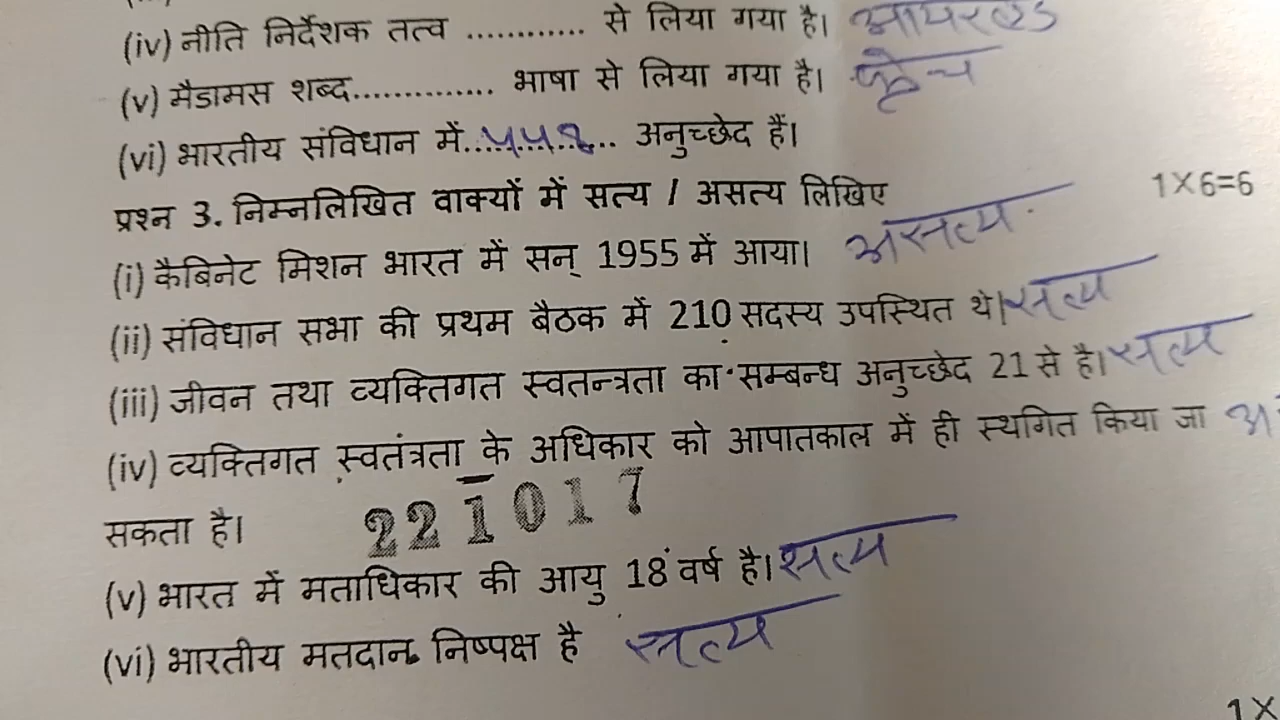 (iv) नीति निर्देशक तत्व ............ से लिया गया है। आयरलैंड
(v) मैडामस शब्द.............. भाषा से लिया गया है। फ्रेन्च
(vi) भारतीय संविधान में.......... अनुच्छेद हैं।
प्रश्न 3. निम्नलिखित वाक्यों में सत्य / असत्य लिखिए 1X6=6
(i) कैबिनेट मिशन भारत में सन् 1955 में आया। असत्य
(ii) संविधान सभा की प्रथम बैठक में 210 सदस्य उपस्थित थे। सत्य
(iii) जीवन तथा व्यक्तिगत स्वतन्त्रता का सम्बन्ध अनुच्छेद 21 से है। सत्य
(iv) व्यक्तिगत स्वतंत्रता के अधिकार को आपातकाल में ही स्थगित किया जा
सकता है। 221017
(v) भारत में मताधिकार की आयु 18 वर्ष है। सत्य
(vi) भारतीय मतदान निष्पक्ष है सत्य
1X